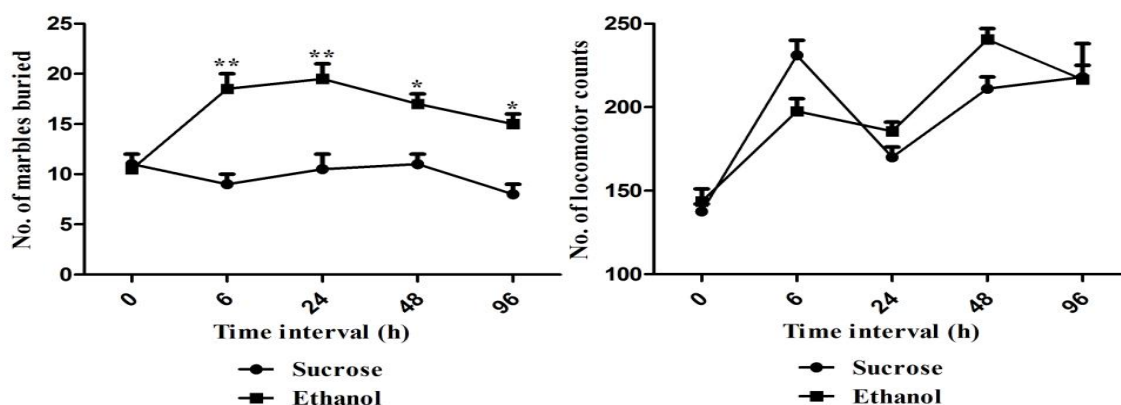 No. of marbles buried
25
20
15
10
5
0
** ** * *
0 6 24 48 96
Time interval (h)
Sucrose
Ethanol
No. of locomotor counts
250
200
150
100
0 6 24 48 96
Time interval (h)
Sucrose
Ethanol